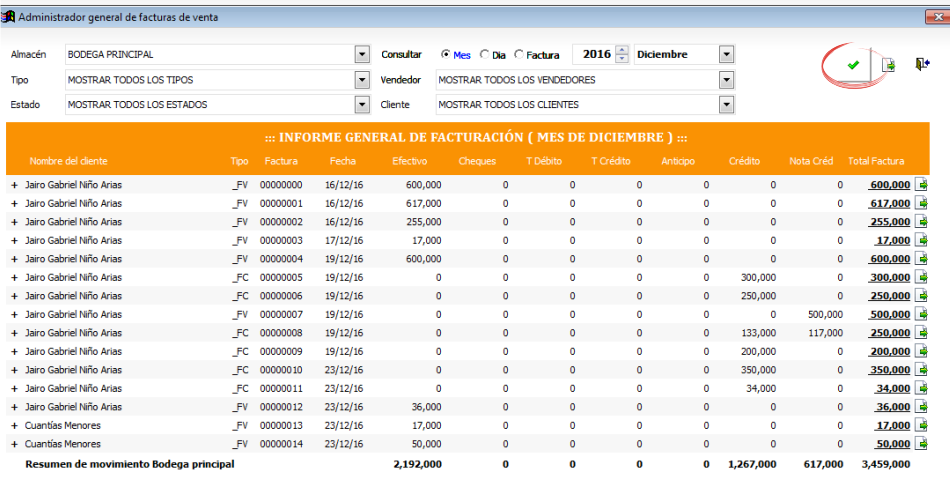 Administrador general de facturas de venta
Almacén BODEGA PRINCIPAL Consultar Mes Dia Factura 2016 Diciembre
Tipo MOSTRAR TODOS LOS TIPOS Vendedor MOSTRAR TODOS LOS VENDEDORES
Estado MOSTRAR TODOS LOS ESTADOS Cliente MOSTRAR TODOS LOS CLIENTES
::: INFORME GENERAL DE FACTURACIÓN ( MES DE DICIEMBRE ) :::
Nombre del cliente Tipo Factura Fecha Efectivo Cheques T Débito T Crédito Anticipo Crédito Nota Créd Total Factura
+ Jairo Gabriel Niño Arias _FV 00000000 16/12/16 600,000 0 0 0 0 0 0 600,000
+ Jairo Gabriel Niño Arias _FV 00000001 16/12/16 617,000 0 0 0 0 0 0 617,000
+ Jairo Gabriel Niño Arias _FV 00000002 16/12/16 255,000 0 0 0 0 0 0 255,000
+ Jairo Gabriel Niño Arias _FV 00000003 17/12/16 17,000 0 0 0 0 0 0 17,000
+ Jairo Gabriel Niño Arias _FV 00000004 19/12/16 600,000 0 0 0 0 0 0 600,000
+ Jairo Gabriel Niño Arias _FC 00000005 19/12/16 0 0 0 0 0 300,000 0 300,000
+ Jairo Gabriel Niño Arias _FC 00000006 19/12/16 0 0 0 0 0 250,000 0 250,000
+ Jairo Gabriel Niño Arias _FV 00000007 19/12/16 0 0 0 0 0 0 500,000 500,000
+ Jairo Gabriel Niño Arias _FC 00000008 19/12/16 0 0 0 0 0 133,000 117,000 250,000
+ Jairo Gabriel Niño Arias _FC 00000009 19/12/16 0 0 0 0 0 200,000 0 200,000
+ Jairo Gabriel Niño Arias _FC 00000010 23/12/16 0 0 0 0 0 350,000 0 350,000
+ Jairo Gabriel Niño Arias _FC 00000011 23/12/16 0 0 0 0 0 34,000 0 34,000
+ Jairo Gabriel Niño Arias _FV 00000012 23/12/16 36,000 0 0 0 0 0 0 36,000
+ Cuantías Menores _FV 00000013 23/12/16 17,000 0 0 0 0 0 0 17,000
+ Cuantías Menores _FV 00000014 23/12/16 50,000 0 0 0 0 0 0 50,000
Resumen de movimiento Bodega principal 2,192,000 0 0 0 0 1,267,000 617,000 3,459,000